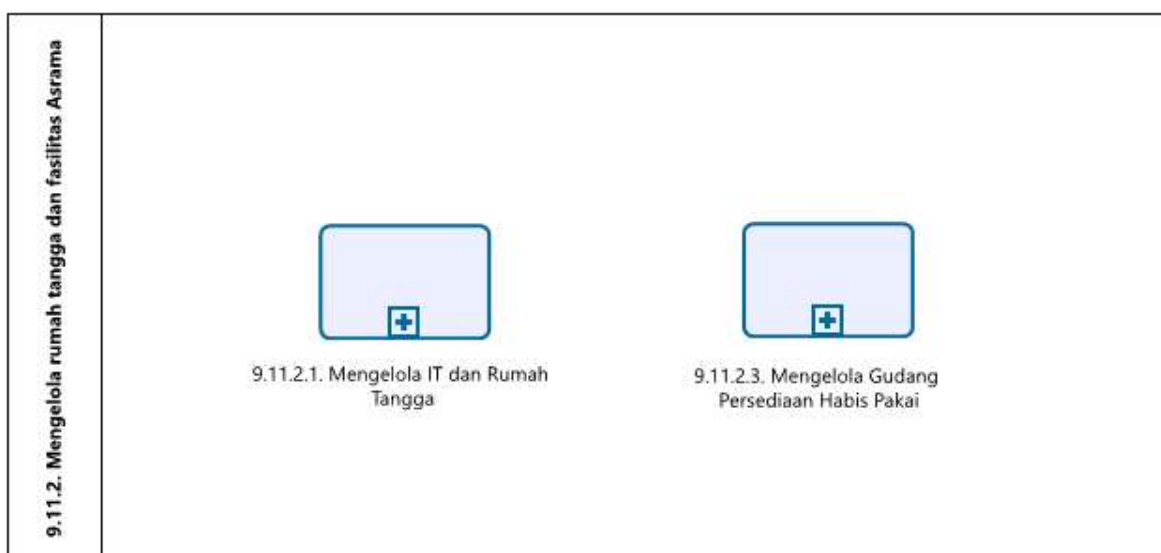 9.11.2. Mengelola rumah tangga dan fasilitas Asrama
9.11.2.1. Mengelola IT dan Rumah
Tangga
9.11.2.3. Mengelola Gudang
Persediaan Habis Pakai